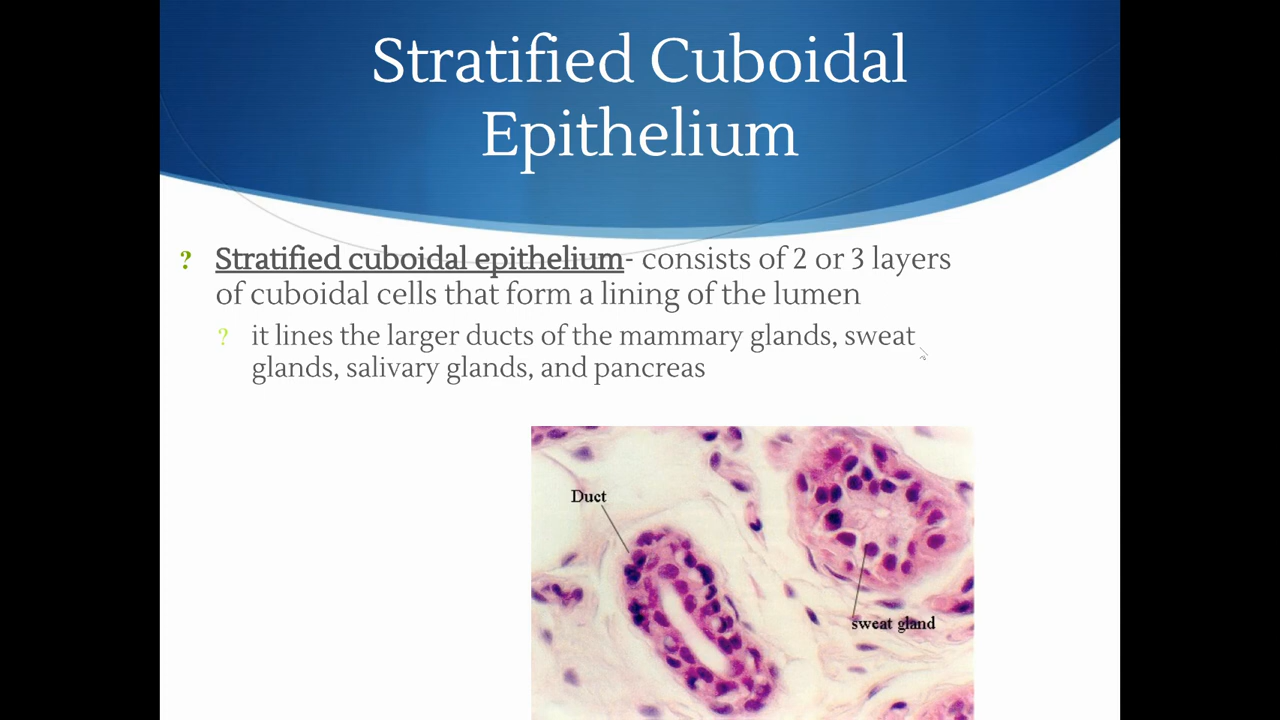 Stratified Cuboidal
Epithelium
? Stratified cuboidal epithelium- consists of 2 or 3 layers
of cuboidal cells that form a lining of the lumen
? it lines the larger ducts of the mammary glands, sweat
glands, salivary glands, and pancreas
Duct
sweat gland